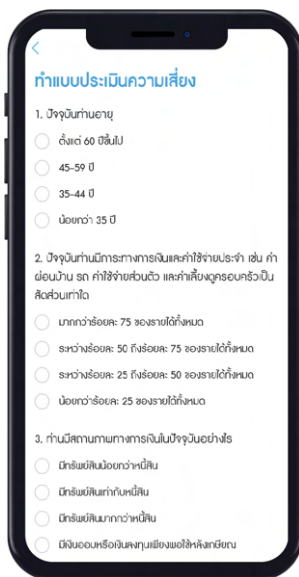 ทำแบบประเมินความเสี่ยง
1. ปัจจุบันท่านอายุ
ตั้งแต่ 60 ปีขึ้นไป
45-59 ปี
35-44 ปี
น้อยกว่า 35 ปี
2. ปัจจุบันท่านมีภาระทางการเงินและค่าใช้จ่ายประจำ เช่น ค่า
ผ่อนบ้าน รถ ค่าใช้จ่ายส่วนตัว และค่าเลี้ยงดูครอบครัวเป็น
สัดส่วนเท่าใด
มากกว่าร้อยละ 75 ของรายได้ทั้งหมด
ระหว่างร้อยละ 50 ถึงร้อยละ 75 ของรายได้ทั้งหมด
ระหว่างร้อยละ 25 ถึงร้อยละ 50 ของรายได้ทั้งหมด
น้อยกว่าร้อยละ 25 ของรายได้ทั้งหมด
3. ท่านมีสถานภาพทางการเงินในปัจจุบันอย่างไร
มีทรัพย์สินน้อยกว่าหนี้สิน
มีทรัพย์สินเท่ากับหนี้สิน
มีทรัพย์สินมากกว่าหนี้สิน
มีเงินออมหรือเงินลงทุนเพียงพอใช้หลังเกษียณ